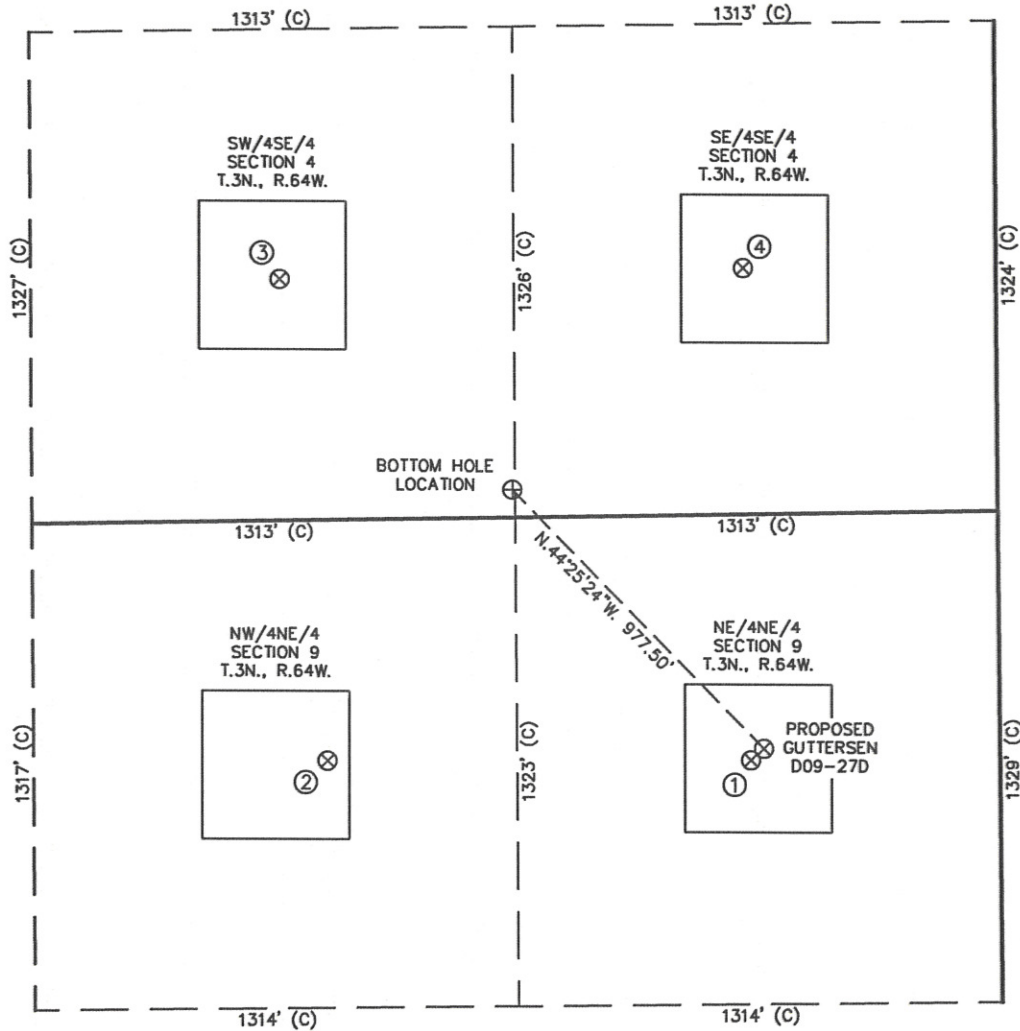 1313' (C)
1313' (C)
SW/4SE/4
SECTION 4
T.3N., R.64W.
SE/4SE/4
SECTION 4
T.3N., R.64W.
1327' (C)
3
1326' (C)
4
1324' (C)
BOTTOM HOLE
LOCATION
1313' (C)
1313' (C)
N.44°25'24"W. 977.50'
NW/4NE/4
SECTION 9
T.3N., R.64W.
NE/4NE/4
SECTION 9
T.3N., R.64W.
1317' (C)
2
1323' (C)
1
PROPOSED
GUTTERSEN
D09-27D
1329' (C)
1314' (C)
1314' (C)